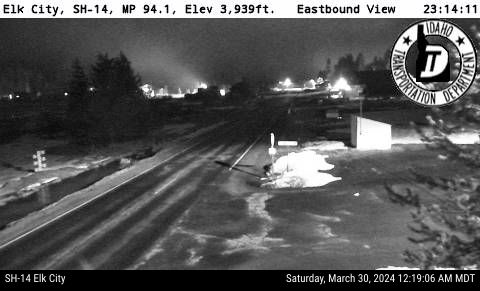 Elk City, SH-14, MP 94.1, Elev 3,939ft. Eastbound View 23:14:11
IDAHO
TRANSPORTATION DEPARTMENT
SH-14 Elk City Saturday, March 30, 2024 12:19:06 AM MDT